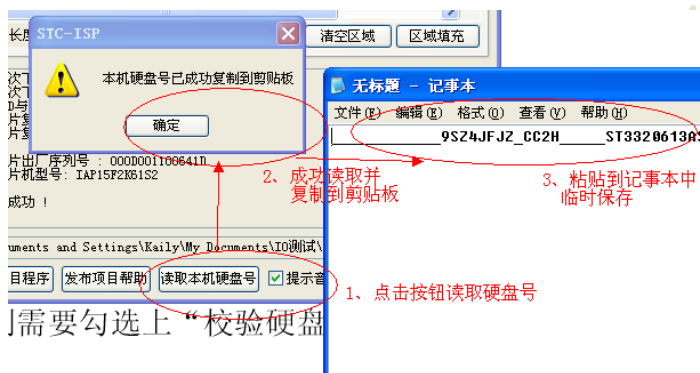 长度
STC-ISP
清空区域
区域填充
本机硬盘号已成功复制到剪贴板
确定
无标题 - 记事本
文件(F) 编辑(E) 格式(O) 查看(V) 帮助(H)
_________9SZ4JFJZ_CC2H_____ST3320613AS
片出厂序列号 : 000D001100641D
片机型号: IAP15F2K61S2
成功 !
2、成功读取并
复制到剪贴板
3、粘贴到记事本中
临时保存
uments and Settings\Kaily\My Documents\IO测试\
目程序
发布项目帮助
读取本机硬盘号
提示音
1、点击按钮读取硬盘号
则需要勾选上“校验硬盘